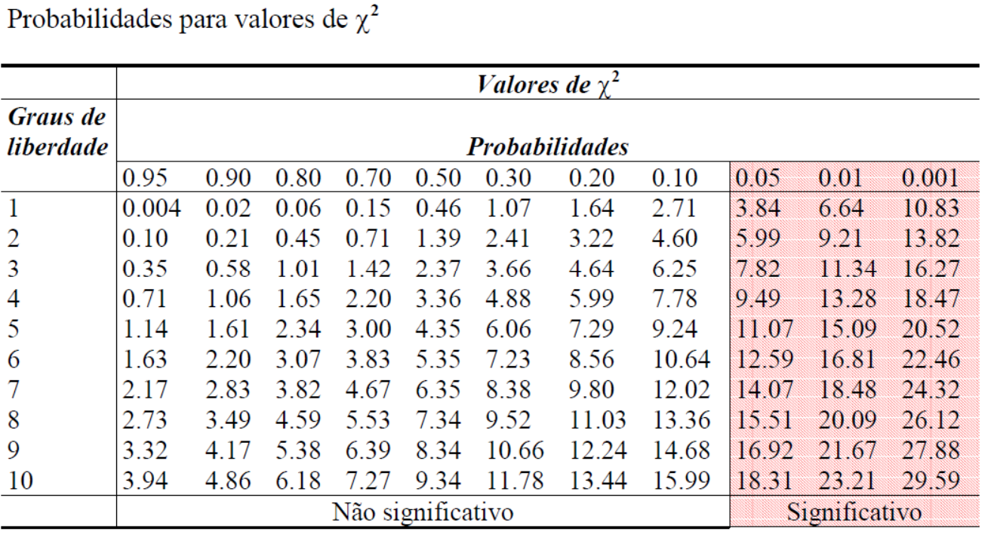 Probabilidades para valores de χ²
Valores de χ²
Graus de
liberdade
Probabilidades
0.95 0.90 0.80 0.70 0.50 0.30 0.20 0.10 0.05 0.01 0.001
1 0.004 0.02 0.06 0.15 0.46 1.07 1.64 2.71 3.84 6.64 10.83
2 0.10 0.21 0.45 0.71 1.39 2.41 3.22 4.60 5.99 9.21 13.82
3 0.35 0.58 1.01 1.42 2.37 3.66 4.64 6.25 7.82 11.34 16.27
4 0.71 1.06 1.65 2.20 3.36 4.88 5.99 7.78 9.49 13.28 18.47
5 1.14 1.61 2.34 3.00 4.35 6.06 7.29 9.24 11.07 15.09 20.52
6 1.63 2.20 3.07 3.83 5.35 7.23 8.56 10.64 12.59 16.81 22.46
7 2.17 2.83 3.82 4.67 6.35 8.38 9.80 12.02 14.07 18.48 24.32
8 2.73 3.49 4.59 5.53 7.34 9.52 11.03 13.36 15.51 20.09 26.12
9 3.32 4.17 5.38 6.39 8.34 10.66 12.24 14.68 16.92 21.67 27.88
10 3.94 4.86 6.18 7.27 9.34 11.78 13.44 15.99 18.31 23.21 29.59
Não significativo Significativo